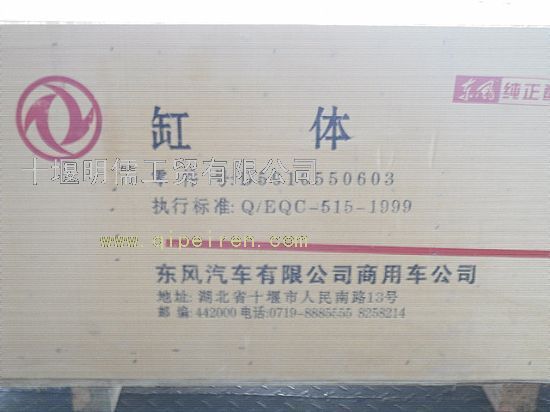 东风 纯正
缸 体
十堰明儒工贸有限公司
执行标准: Q/EQC-515-1999
www.qipeiren.com
东风汽车有限公司商用车公司
地址: 湖北省十堰市人民南路13号
邮编: 442000 电话: 0719-8885555 8258214